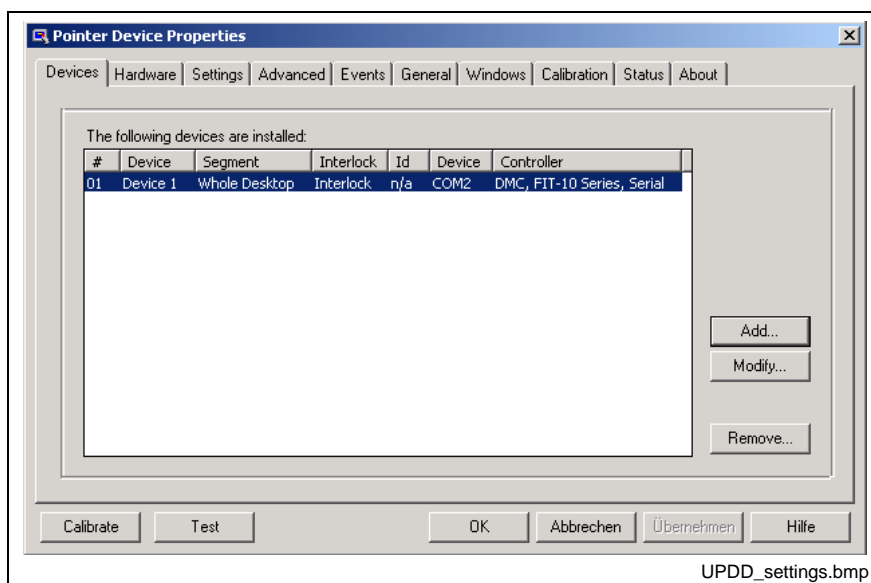 Pointer Device Properties
Devices Hardware Settings Advanced Events General Windows Calibration Status About
The following devices are installed:
# Device Segment Interlock Id Device Controller
01 Device 1 Whole Desktop Interlock n/a COM2 DMC, FIT-10 Series, Serial
Add...
Modify...
Remove...
Calibrate Test OK Abbrechen Übernehmen Hilfe
UPDD_settings.bmp